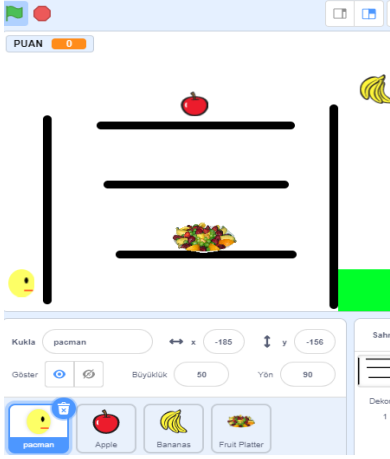 PUAN 0
Kukla pacman x -185 y -156
Göster Büyüklük 50 Yön 90
pacman Apple Bananas Fruit Platter
Sahn
Dekor
1